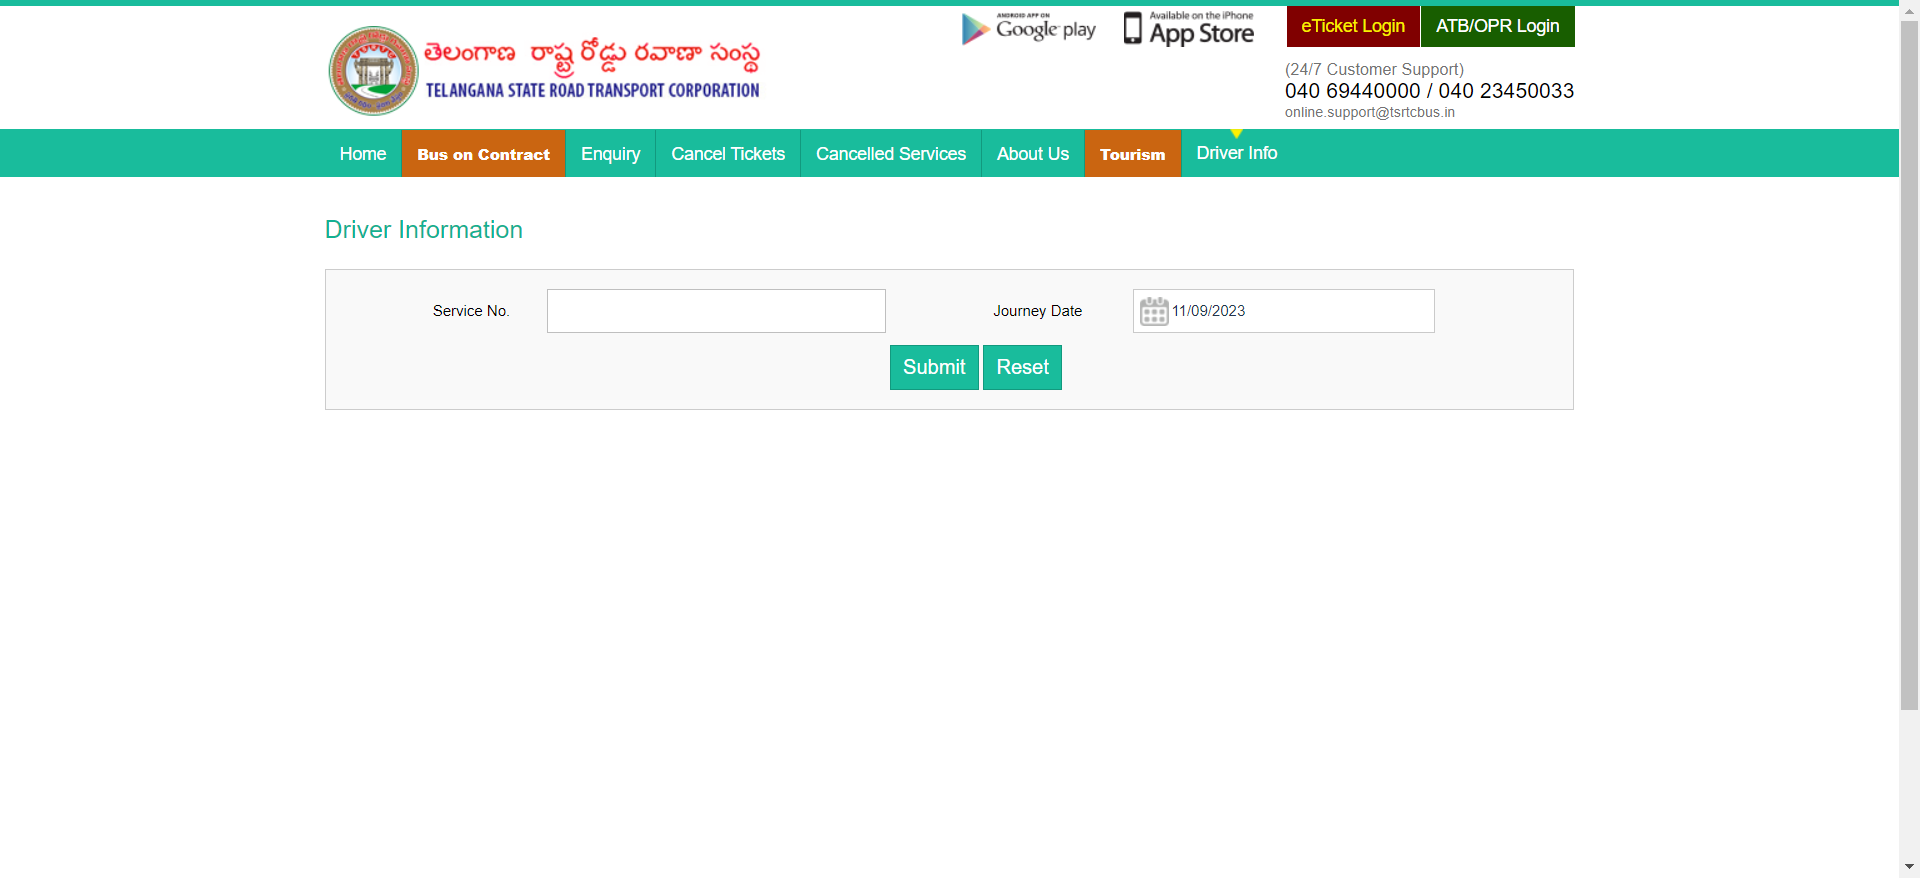 ANDROID APP ON
Google play
Available on the iPhone
App Store
eTicket Login
ATB/OPR Login
తెలంగాణ రాష్ట్ర రోడ్డు రవాణా సంస్థ
TELANGANA STATE ROAD TRANSPORT CORPORATION
(24/7 Customer Support)
040 69440000 / 040 23450033
online.support@tsrtcbus.in
Home
Bus on Contract
Enquiry
Cancel Tickets
Cancelled Services
About Us
Tourism
Driver Info
Driver Information
Service No.
Journey Date
11/09/2023
Submit
Reset